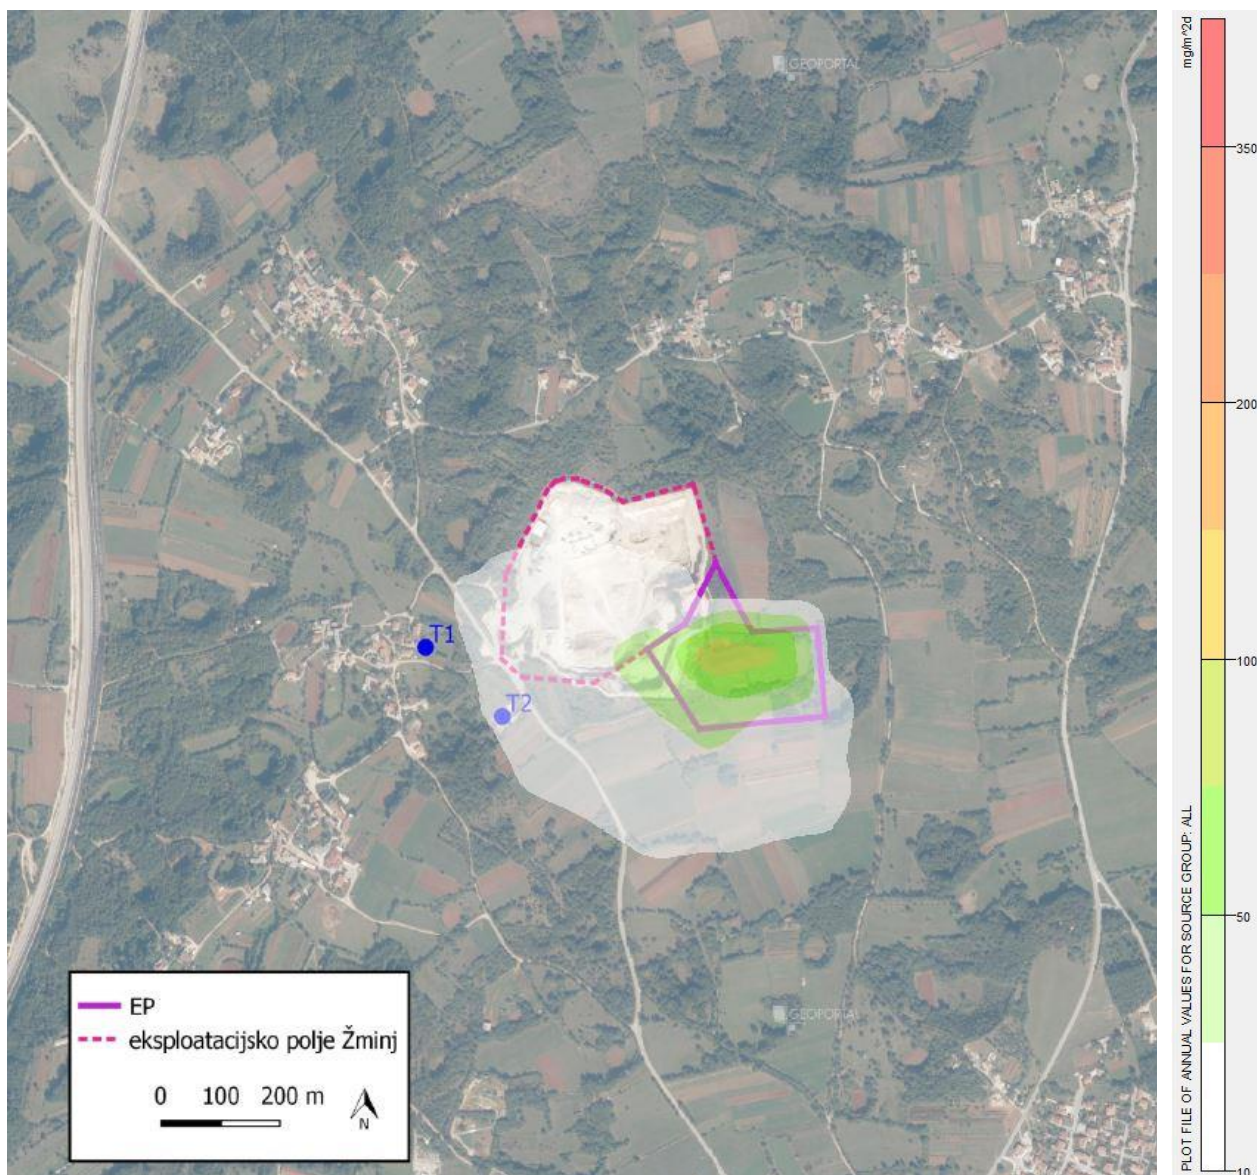 GEOPORTAL
T1
T2
GEOPORTAL
EP
eksploatacijsko polje Žminj
0 100 200 m
N
mg/m^2d
350
200
100
50
10
PLOT FILE OF ANNUAL VALUES FOR SOURCE GROUP: ALL